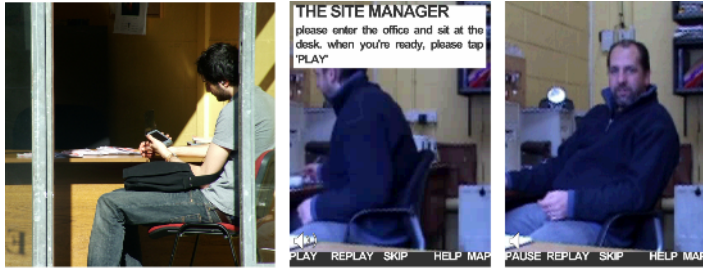 THE SITE MANAGER
please enter the office and sit at the
desk. when you're ready, please tap
'PLAY'
PLAY REPLAY SKIP HELP MAP
PAUSE REPLAY SKIP HELP MAP